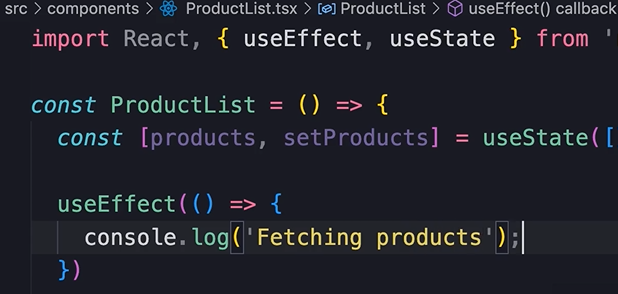 src > components > ProductList.tsx > ProductList > useEffect() callback
import React, { useEffect, useState } from '
const ProductList = () => {
const [products, setProducts] = useState([
useEffect(() => {
console.log('Fetching products');
})